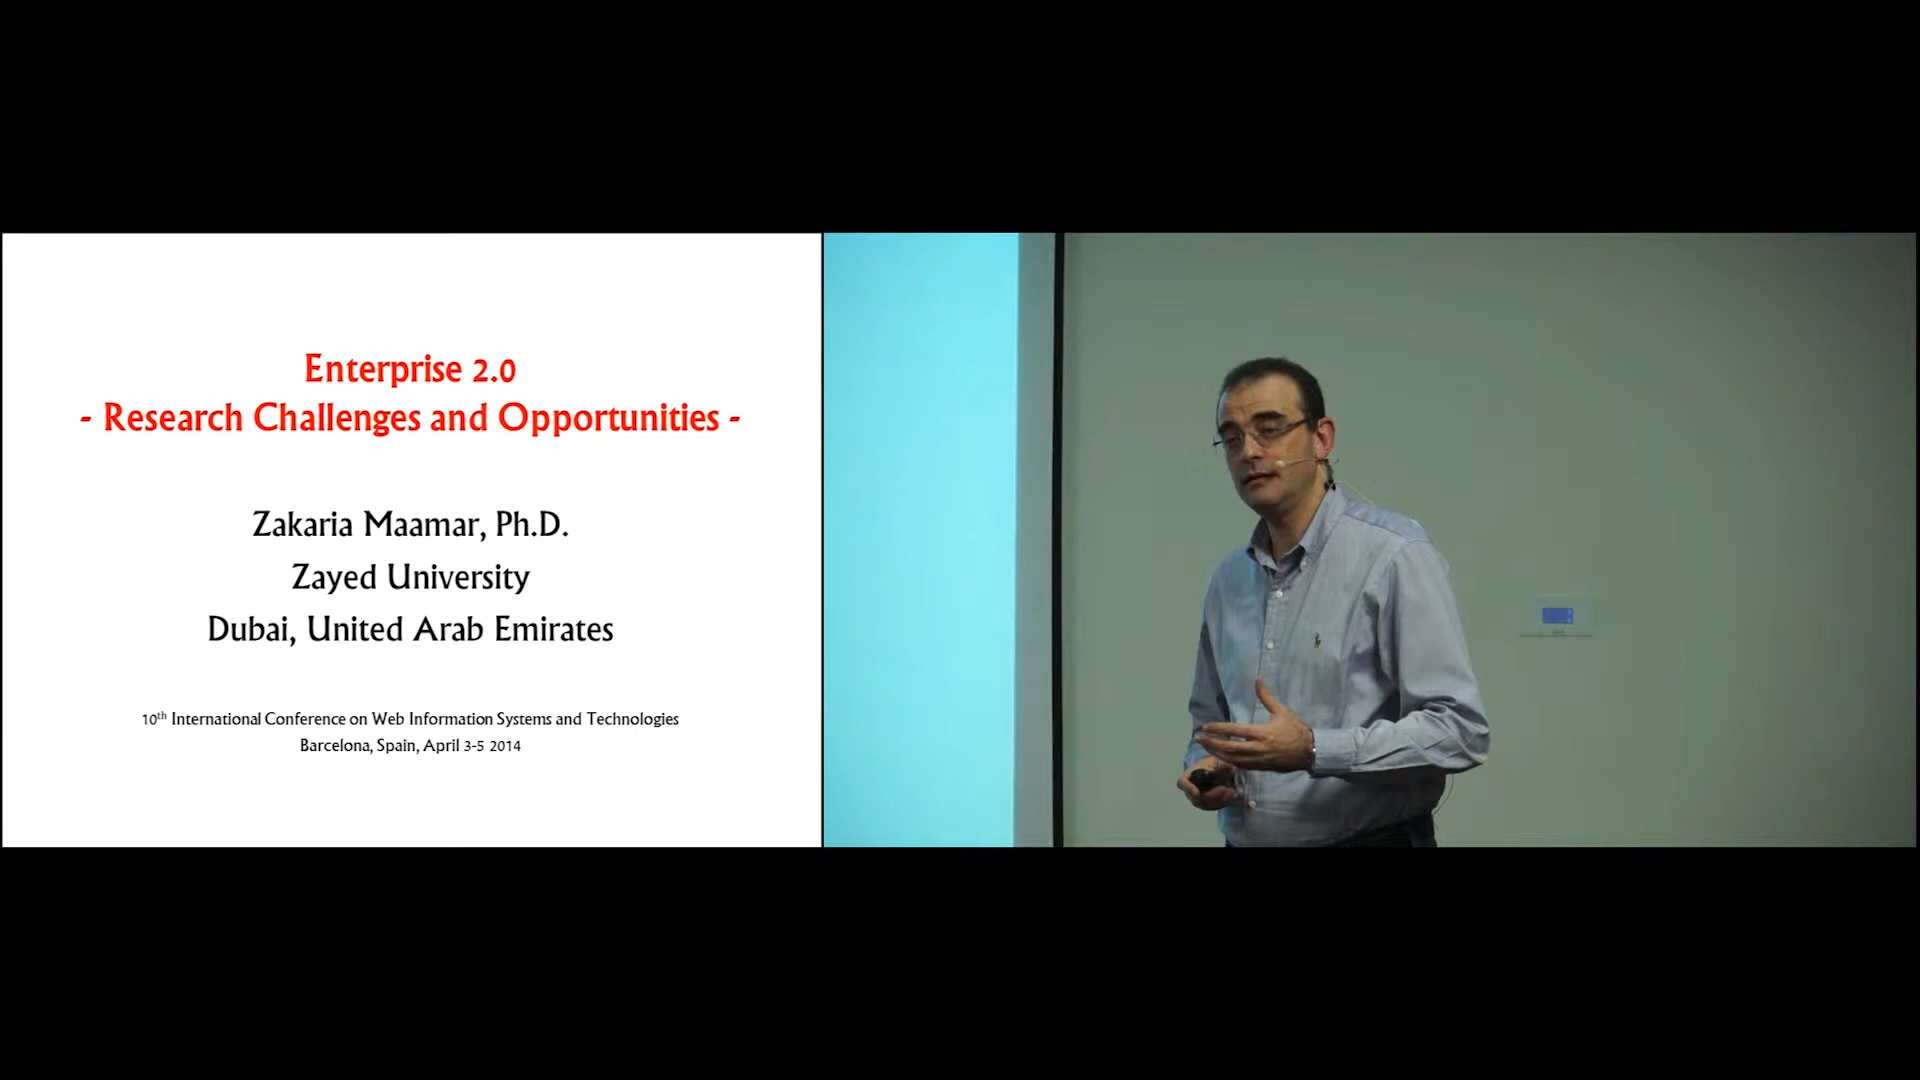 Enterprise 2.0
- Research Challenges and Opportunities -
Zakaria Maamar, Ph.D.
Zayed University
Dubai, United Arab Emirates
10th International Conference on Web Information Systems and Technologies
Barcelona, Spain, April 3-5 2014